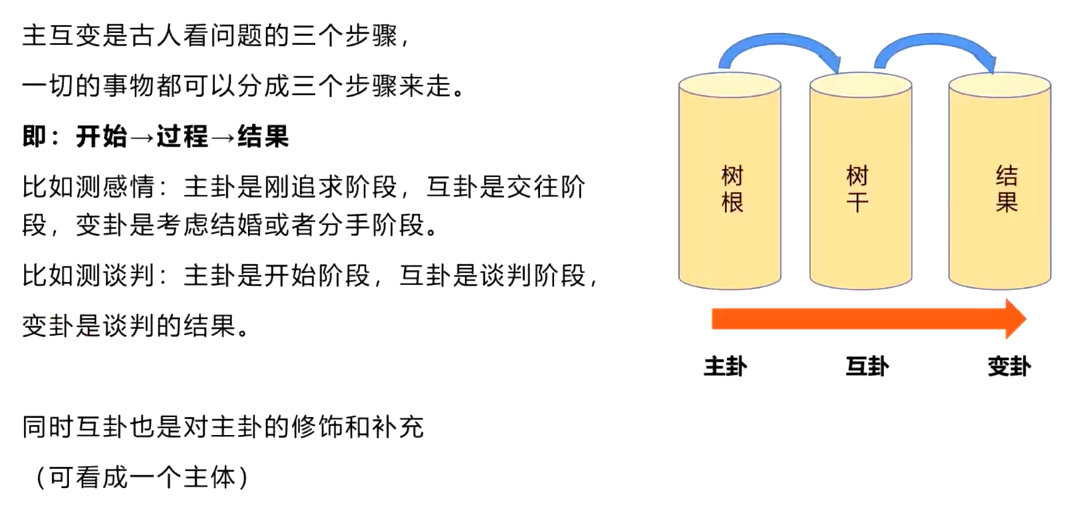 主互变是古人看问题的三个步骤，
一切的事物都可以分成三个步骤来走。
即：开始→过程→结果
比如测感情：主卦是刚追求阶段，互卦是交往阶
段，变卦是考虑结婚或者分手阶段。
比如测谈判：主卦是开始阶段，互卦是谈判阶段，
变卦是谈判的结果。
同时互卦也是对主卦的修饰和补充
（可看成一个主体）
树根
树干
结果
主卦
互卦
变卦